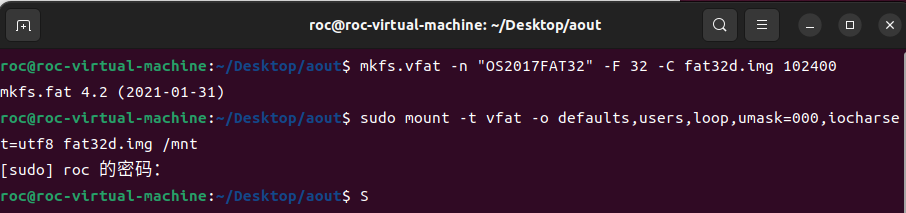 roc@roc-virtual-machine: ~/Desktop/aout
roc@roc-virtual-machine:~/Desktop/aout$ mkfs.vfat -n "OS2017FAT32" -F 32 -C fat32d.img 102400
mkfs.fat 4.2 (2021-01-31)
roc@roc-virtual-machine:~/Desktop/aout$ sudo mount -t vfat -o defaults,users,loop,umask=000,iocharse
t=utf8 fat32d.img /mnt
[sudo] roc 的密码：
roc@roc-virtual-machine:~/Desktop/aout$ S